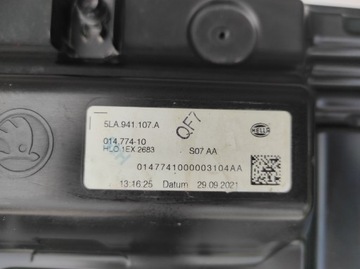 5LA.941.107.A
QF7
HELLA
014.774-10
HLO 1EX 2683 S07 AA
0147741000003104AA
13:16:25 Datum 29.09.2021